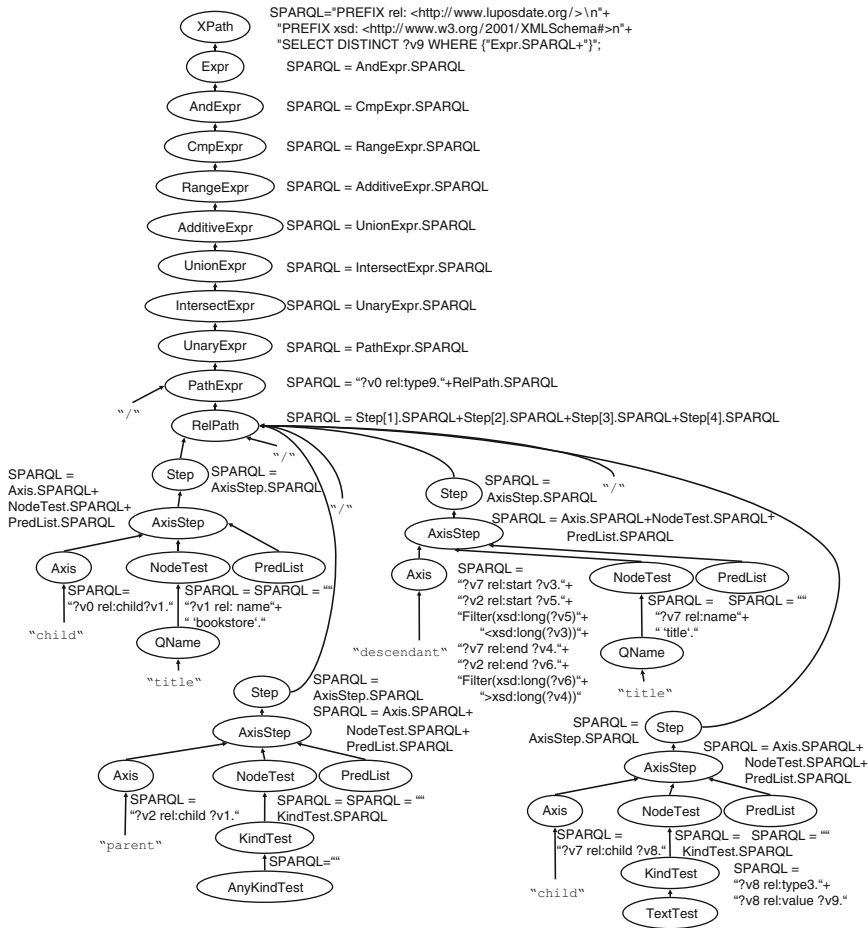 XPath
SPARQL="PREFIX rel: <http://www.luposdate.org/>\n"+
"PREFIX xsd: <http://www.w3.org/2001/XMLSchema#>n"+
"SELECT DISTINCT ?v9 WHERE {"Expr.SPARQL+"}";
Expr
SPARQL = AndExpr.SPARQL
AndExpr
SPARQL = CmpExpr.SPARQL
CmpExpr
SPARQL = RangeExpr.SPARQL
RangeExpr
SPARQL = AdditiveExpr.SPARQL
AdditiveExpr
SPARQL = UnionExpr.SPARQL
UnionExpr
SPARQL = IntersectExpr.SPARQL
IntersectExpr
SPARQL = UnaryExpr.SPARQL
UnaryExpr
SPARQL = PathExpr.SPARQL
PathExpr
SPARQL = "?v0 rel:type9."+RelPath.SPARQL
"/"
RelPath
SPARQL = Step[1].SPARQL+Step[2].SPARQL+Step[3].SPARQL+Step[4].SPARQL
"/"
"/"
"/"
Step
SPARQL =
AxisStep.SPARQL
SPARQL =
Axis.SPARQL+
NodeTest.SPARQL+
PredList.SPARQL
AxisStep
Axis
NodeTest
PredList
SPARQL=
"?v0 rel:child?v1."
SPARQL =
"?v1 rel: name"+
" 'bookstore'."
SPARQL = ""
"child"
QName
"title"
Step
SPARQL =
AxisStep.SPARQL
AxisStep
SPARQL = Axis.SPARQL+NodeTest.SPARQL+
PredList.SPARQL
Axis
SPARQL =
"?v7 rel:start ?v3."+
"?v2 rel:start ?v5."+
"Filter(xsd:long(?v5)"+
"<xsd:long(?v3))"+
"?v7 rel:end ?v4."+
"?v2 rel:end ?v6."+
"Filter(xsd:long(?v6)"+
">xsd:long(?v4))"
"descendant"
NodeTest
PredList
SPARQL =
"?v7 rel:name"+
" 'title'."
SPARQL = ""
QName
"title"
Step
SPARQL =
AxisStep.SPARQL
AxisStep
SPARQL = Axis.SPARQL+
NodeTest.SPARQL+
PredList.SPARQL
Axis
NodeTest
PredList
SPARQL =
"?v2 rel:child ?v1."
SPARQL =
KindTest.SPARQL
SPARQL = ""
"parent"
KindTest
SPARQL=""
AnyKindTest
Step
SPARQL =
AxisStep.SPARQL
AxisStep
SPARQL = Axis.SPARQL+
NodeTest.SPARQL+
PredList.SPARQL
Axis
NodeTest
PredList
SPARQL =
"?v7 rel:child ?v8."
SPARQL =
KindTest.SPARQL
SPARQL = ""
"child"
KindTest
SPARQL =
"?v8 rel:type3."+
"?v8 rel:value ?v9."
TextTest